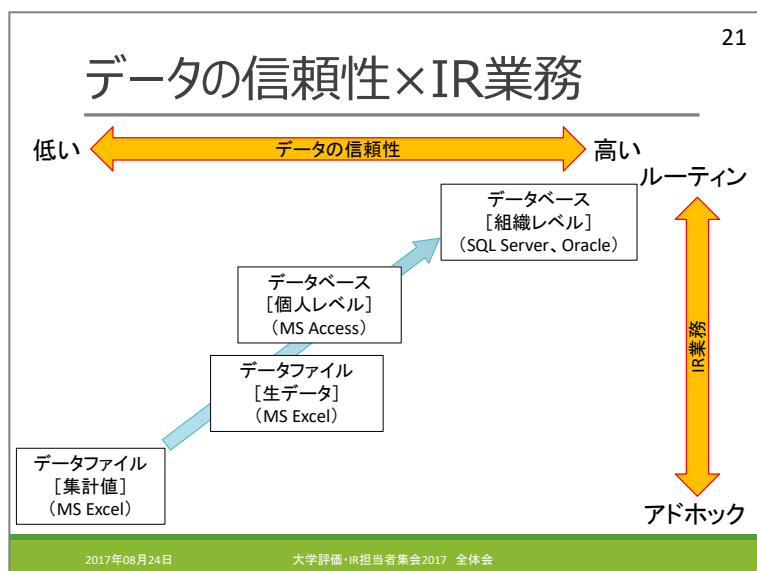 21
データの信頼性×IR業務
低い
データの信頼性
高い
ルーティン
データベース
［組織レベル］
（SQL Server、Oracle）
データベース
［個人レベル］
（MS Access）
データファイル
［生データ］
（MS Excel）
データファイル
［集計値］
（MS Excel）
IR業務
アドホック
2017年08月24日
大学評価・IR担当者集会2017 全体会